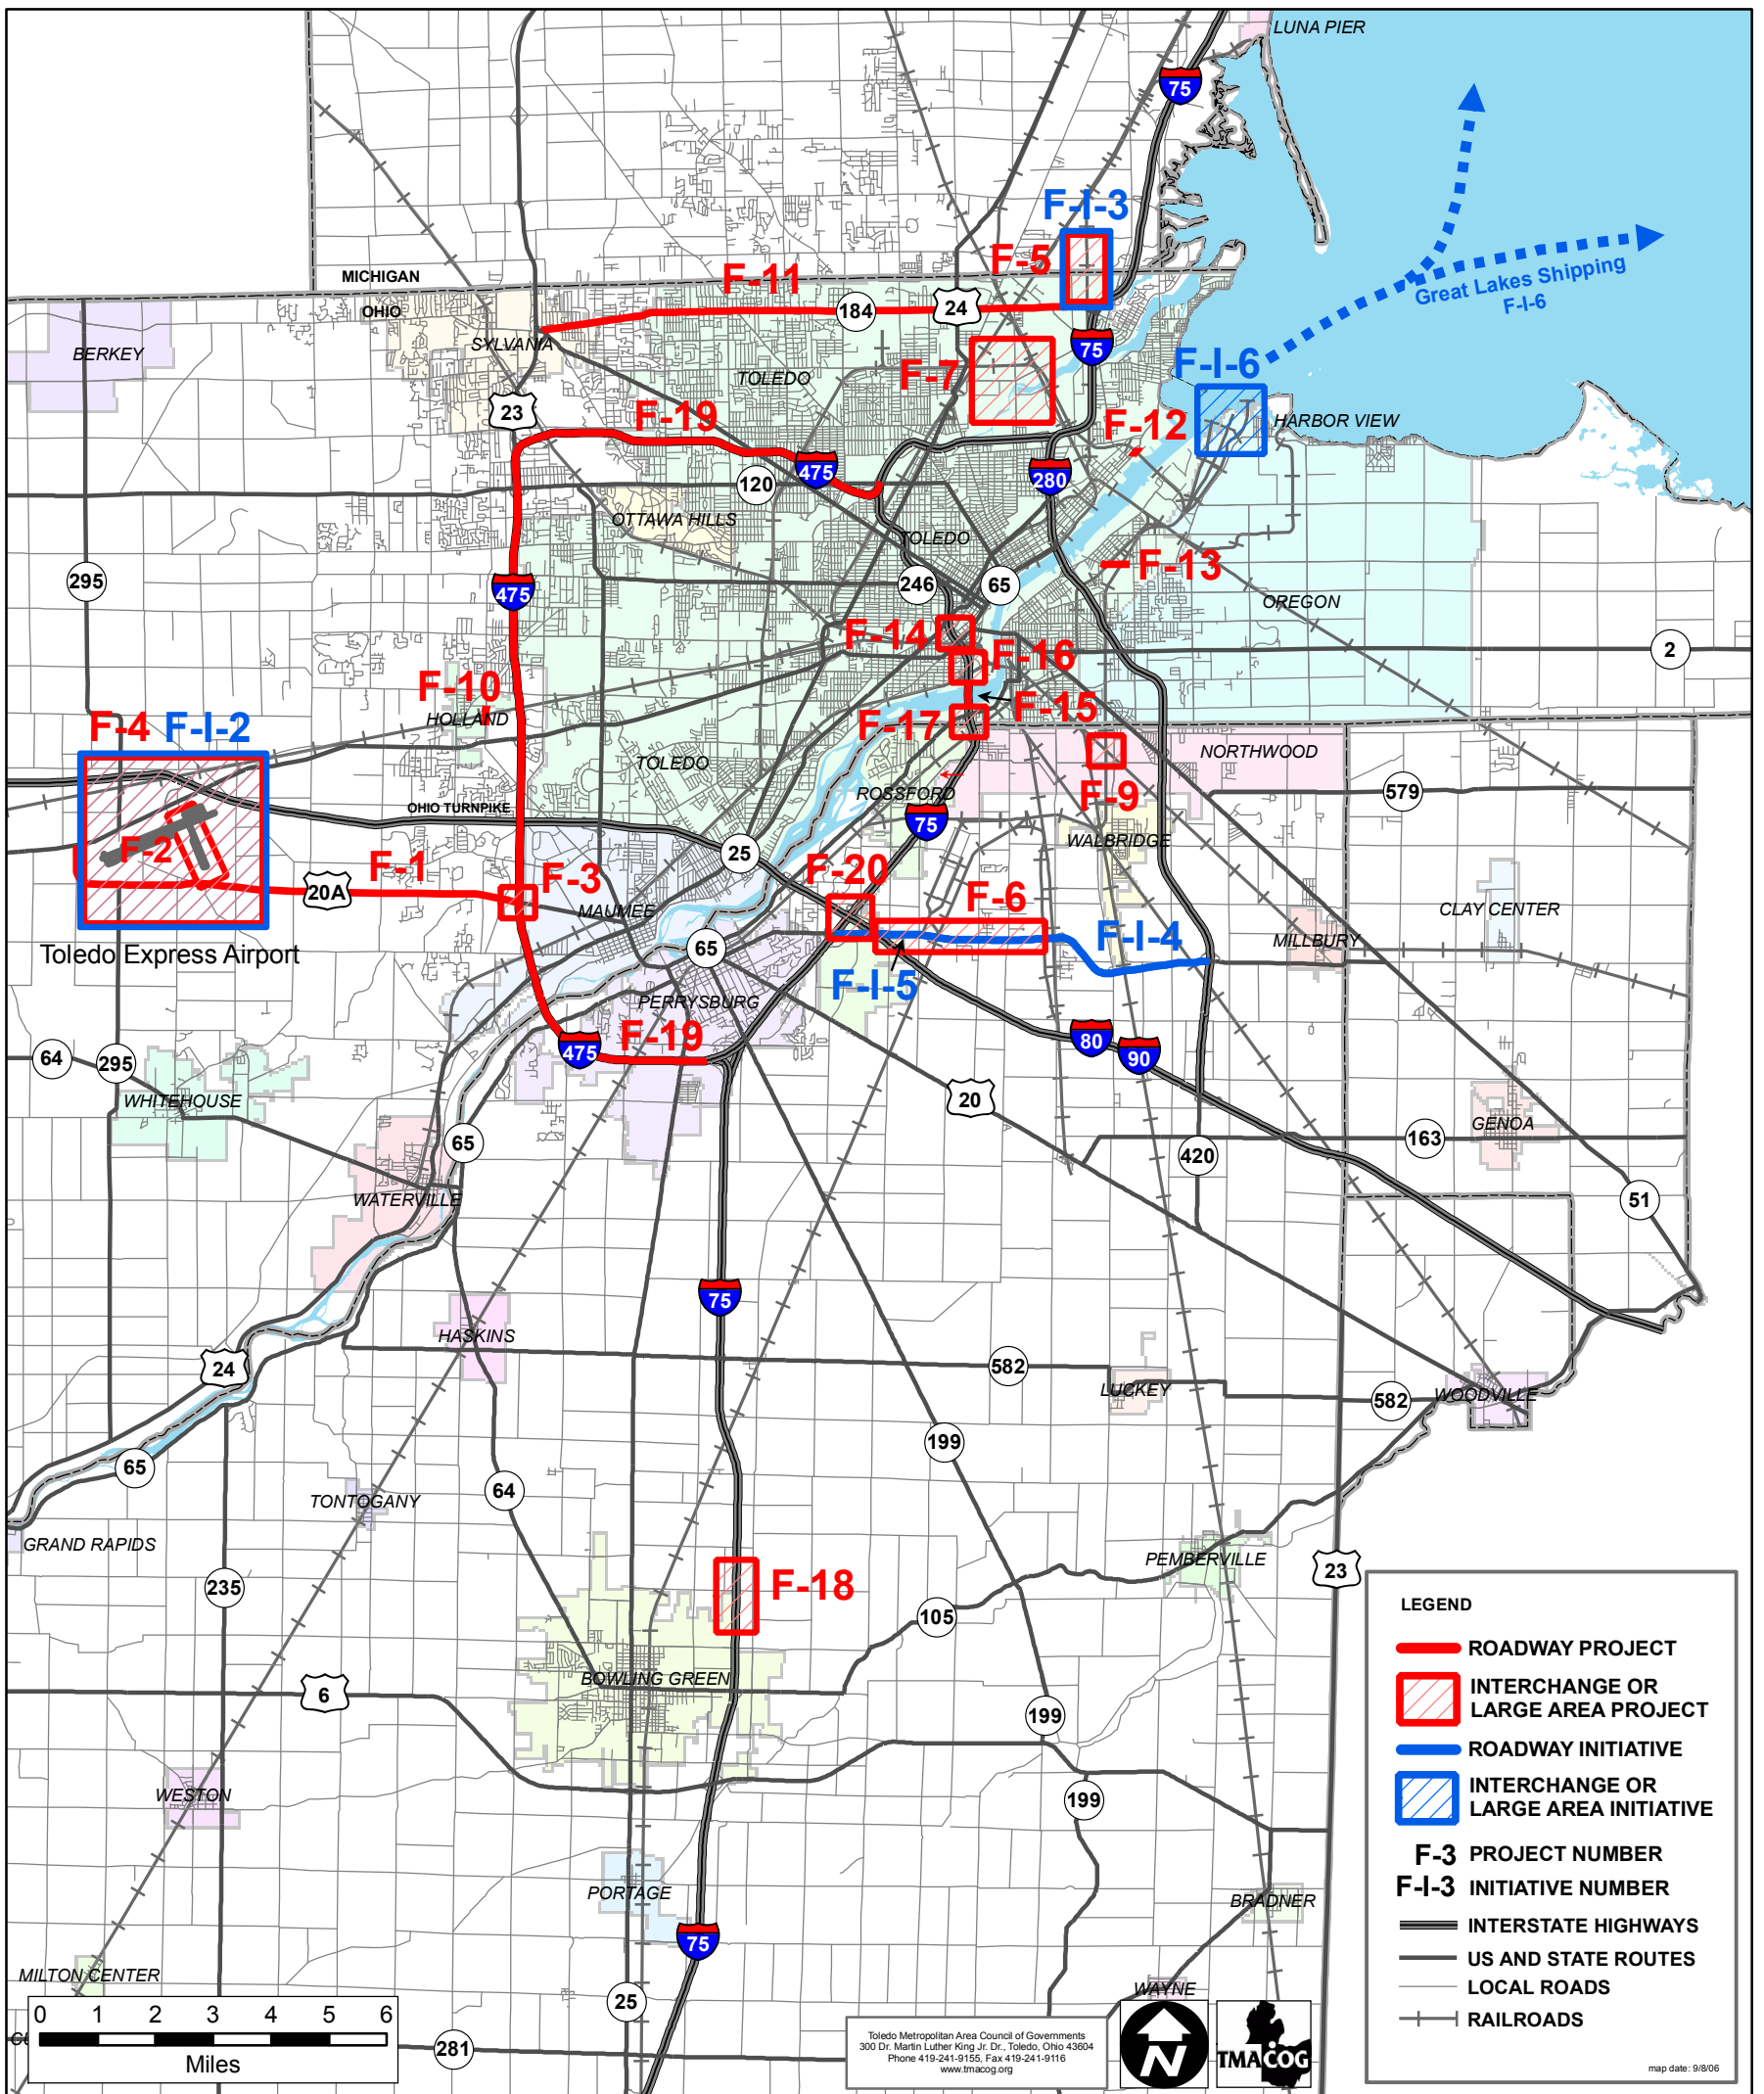 LUNA PIER
75
F-I-3
F-5
MICHIGAN
F-11
Great Lakes Shipping
F-I-6
OHIO
184
24
SYLVANIA
75
BERKEY
F-7
TOLEDO
F-I-6
23
F-19
F-12
HARBOR VIEW
475
280
120
OTTAWA HILLS
TOLEDO
295
475
246
65
F-13
OREGON
F-14
F-16
2
F-10
HOLLAND
F-15
F-4
F-I-2
F-17
TOLEDO
NORTHWOOD
OHIO TURNPIKE
ROSSFORD
F-9
579
75
WALBRIDGE
F-2
25
F-1
20A
F-3
F-20
F-6
MAUMEE
CLAY CENTER
Toledo Express Airport
65
F-I-4
MILLBURY
F-I-5
PERRYSBURG
F-19
475
80
90
64
295
WHITEHOUSE
20
65
163
GENOA
420
WATERVILLE
51
75
HASKINS
24
582
LUCKEY
582
WOODVILLE
65
199
64
TONTOGANY
GRAND RAPIDS
PEMBERVILLE
23
235
F-18
105
BOWLING GREEN
6
199
WESTON
199
PORTAGE
BRADNER
75
MILTON CENTER
WAYNE
25
281
LEGEND
ROADWAY PROJECT
INTERCHANGE OR
LARGE AREA PROJECT
ROADWAY INITIATIVE
INTERCHANGE OR
LARGE AREA INITIATIVE
F-3 PROJECT NUMBER
F-I-3 INITIATIVE NUMBER
INTERSTATE HIGHWAYS
US AND STATE ROUTES
LOCAL ROADS
RAILROADS
map date: 9/8/06
0 1 2 3 4 5 6
Miles
Toledo Metropolitan Area Council of Governments
300 Dr. Martin Luther King Jr. Dr., Toledo, Ohio 43604
Phone 419-241-9155, Fax 419-241-9116
www.tmacog.org
N
TMACOG